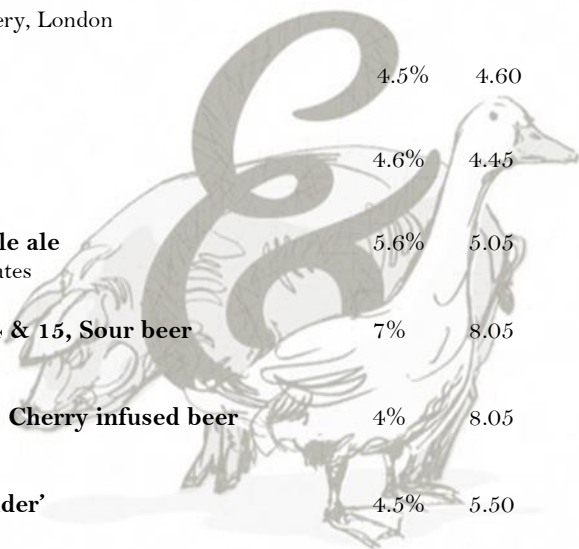 ery, London
4.5% 4.60
4.6% 4.45
le ale 5.6% 5.05
ates
& 15, Sour beer 7% 8.05
Cherry infused beer 4% 8.05
der’ 4.5% 5.50